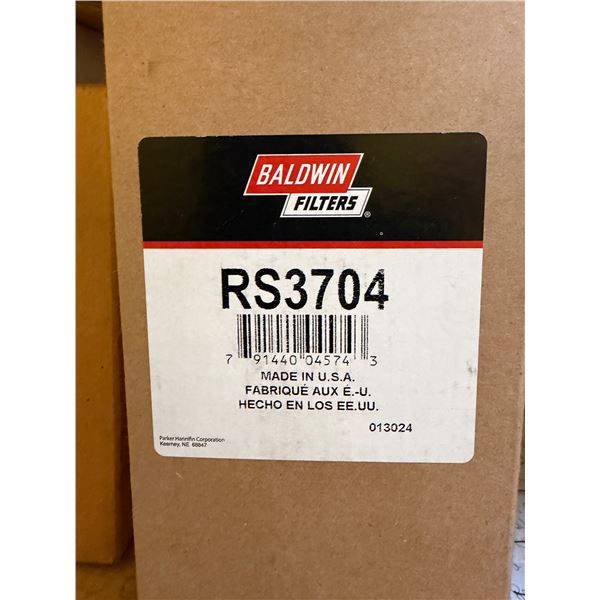 BALDWIN
FILTERS®
RS3704
7 91440 04574 3
MADE IN U.S.A.
FABRIQUÉ AUX É.-U.
HECHO EN LOS EE.UU.
013024
Parker Hannifin Corporation
Kearney, NE 68847